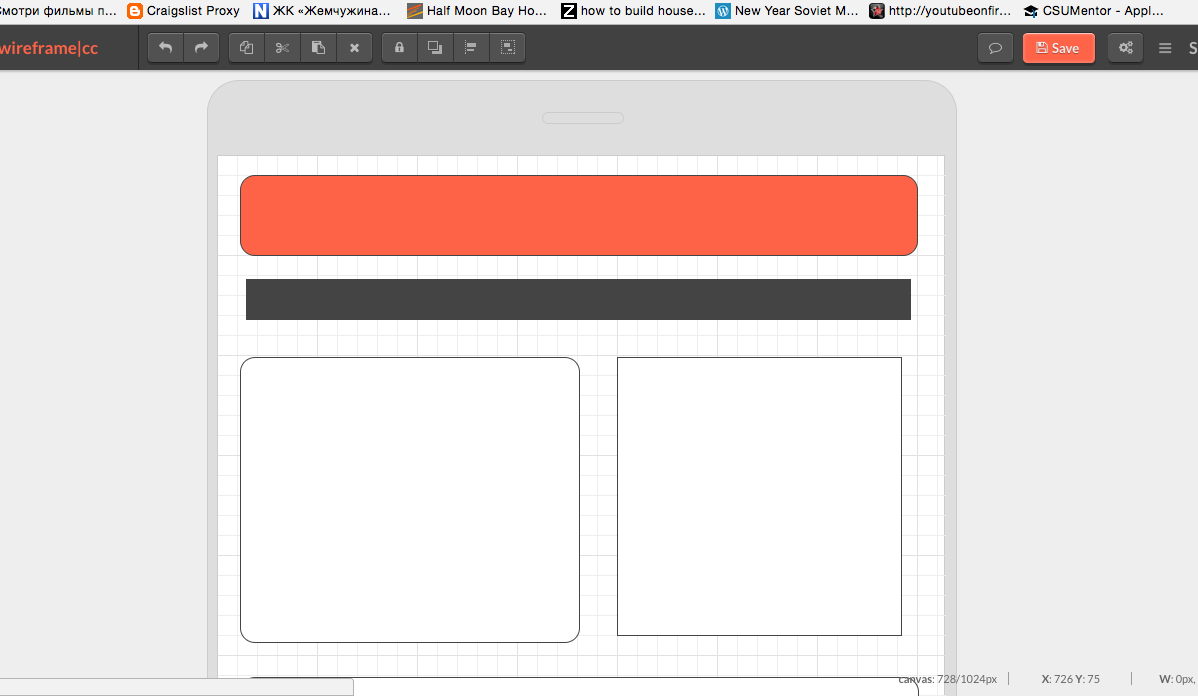 смотри фильмы п... Craigslist Proxy ЖК «Жемчужина... Half Moon Bay Ho... how to build house... New Year Soviet M... http://youtubeonfir... CSUMentor - Appl...
wireframe|cc Save S
canvas: 728/1024px X: 726 Y: 75 W: 0px,